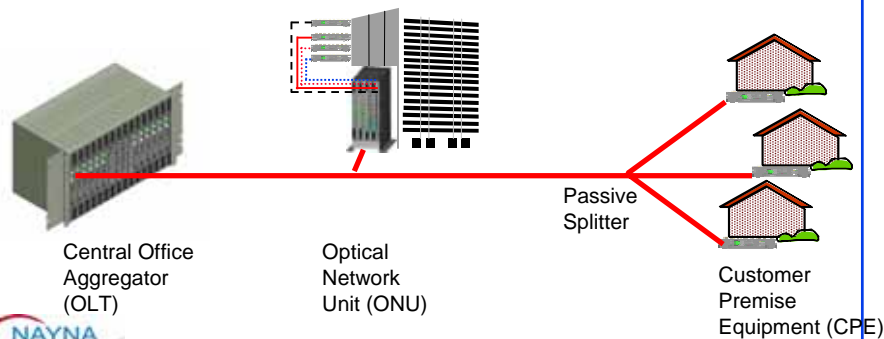 Passive
Splitter
Central Office
Aggregator
(OLT)
Optical
Network
Unit (ONU)
Customer
Premise
Equipment (CPE)
NAYNA